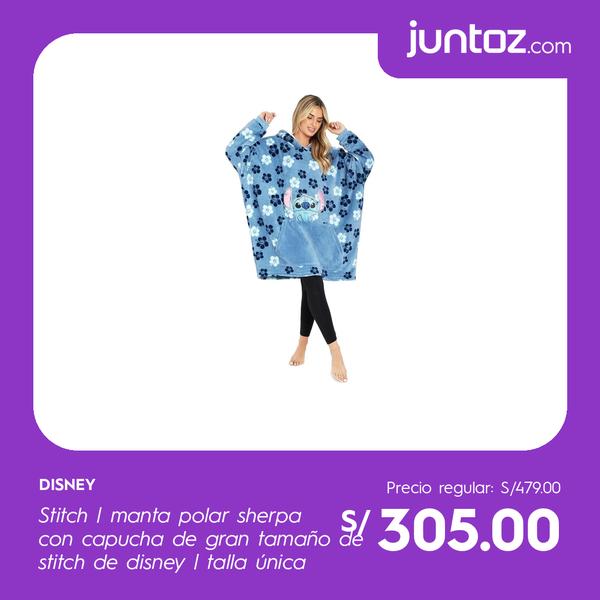 juntoz.com
DISNEY
Stitch | manta polar sherpa
con capucha de gran tamaño de
stitch de disney | talla única
Precio regular: S/479.00
S/ 305.00